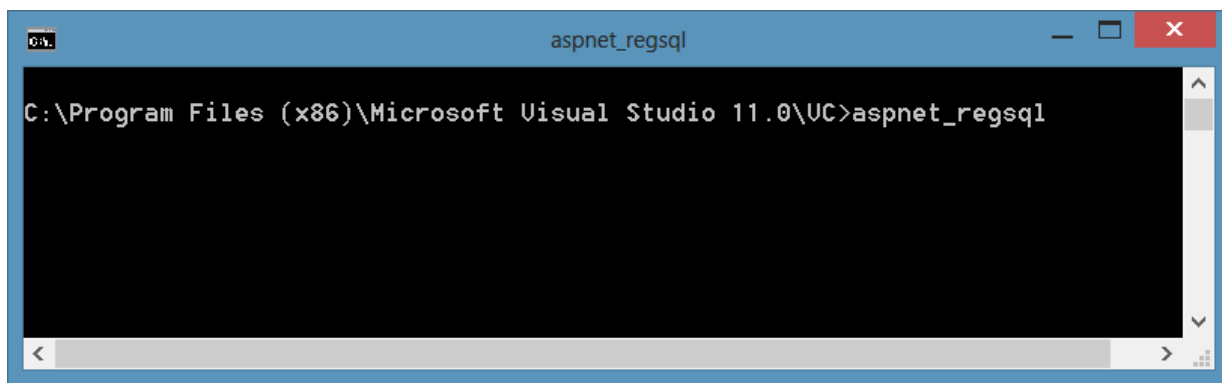 C:\.
aspnet_regsql
C:\Program Files (x86)\Microsoft Visual Studio 11.0\VC>aspnet_regsql